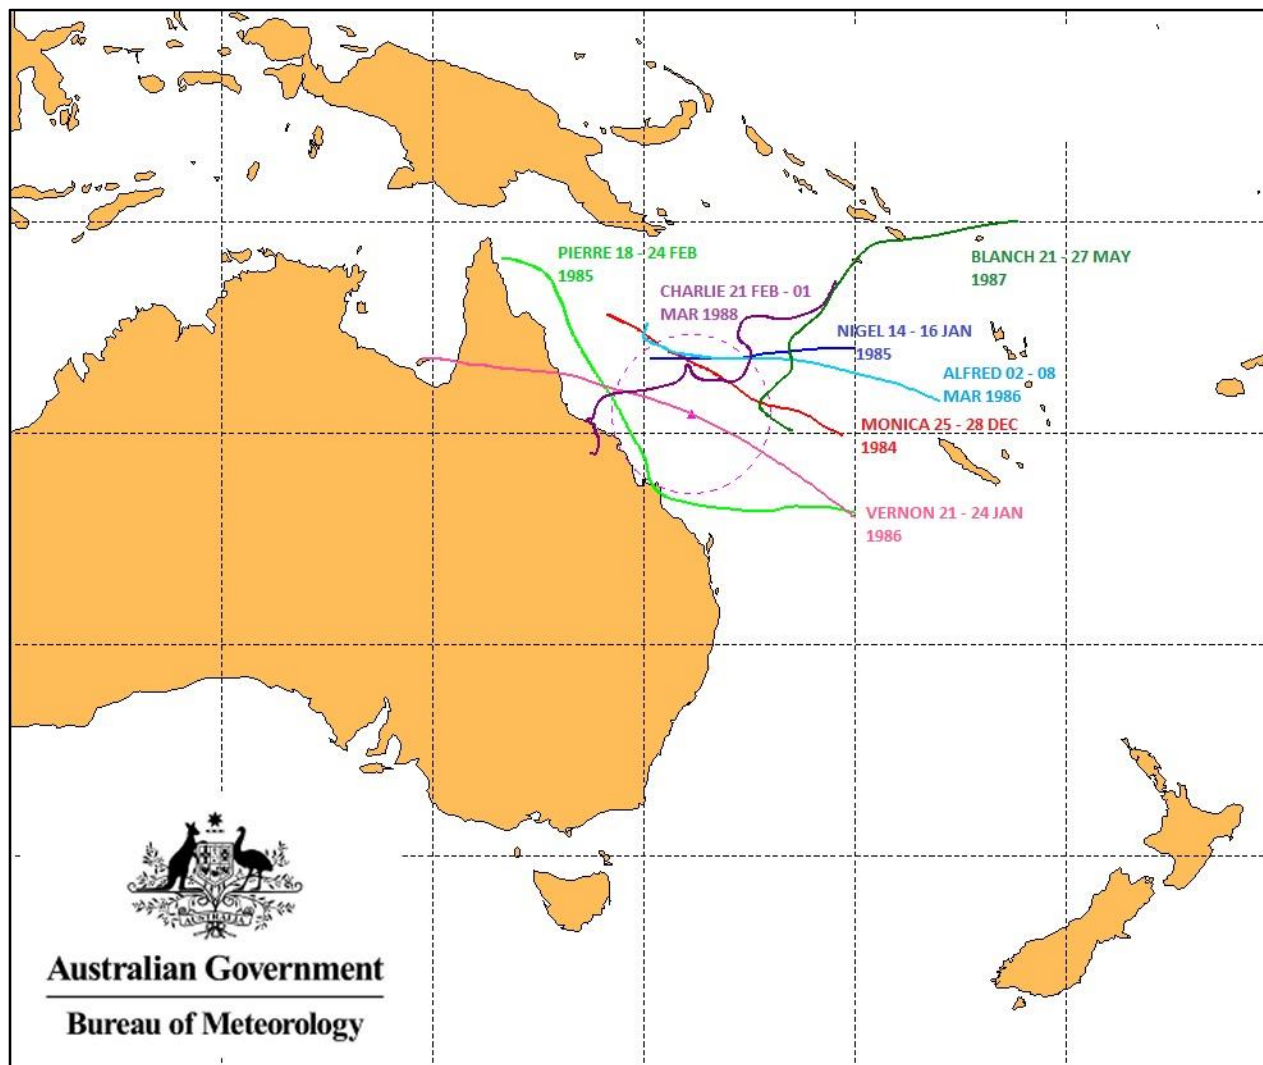 PIERRE 18 - 24 FEB
1985
BLANCH 21 - 27 MAY
1987
CHARLIE 21 FEB - 01
MAR 1988
NIGEL 14 - 16 JAN
1985
ALFRED 02 - 08
MAR 1986
MONICA 25 - 28 DEC
1984
VERNON 21 - 24 JAN
1986
AUSTRALIA
Australian Government
Bureau of Meteorology